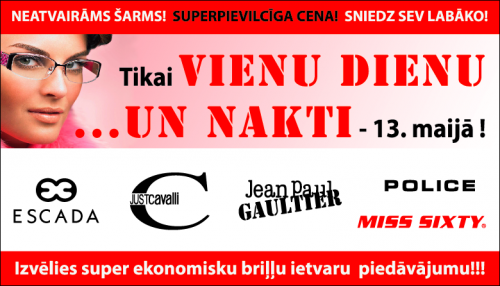 NEATVAIRĀMS ŠARMS! SUPERPIEVILCĪGA CENA! SNIEDZ SEV LABĀKO!
Tikai VIENU DIENU
...UN NAKTI - 13. maijā !
ESCADA
JUSTcavalli C
Jean Paul
GAULTIER
POLICE
MISS SIXTY®
Izvēlies super ekonomisku briļļu ietvaru piedāvājumu!!!